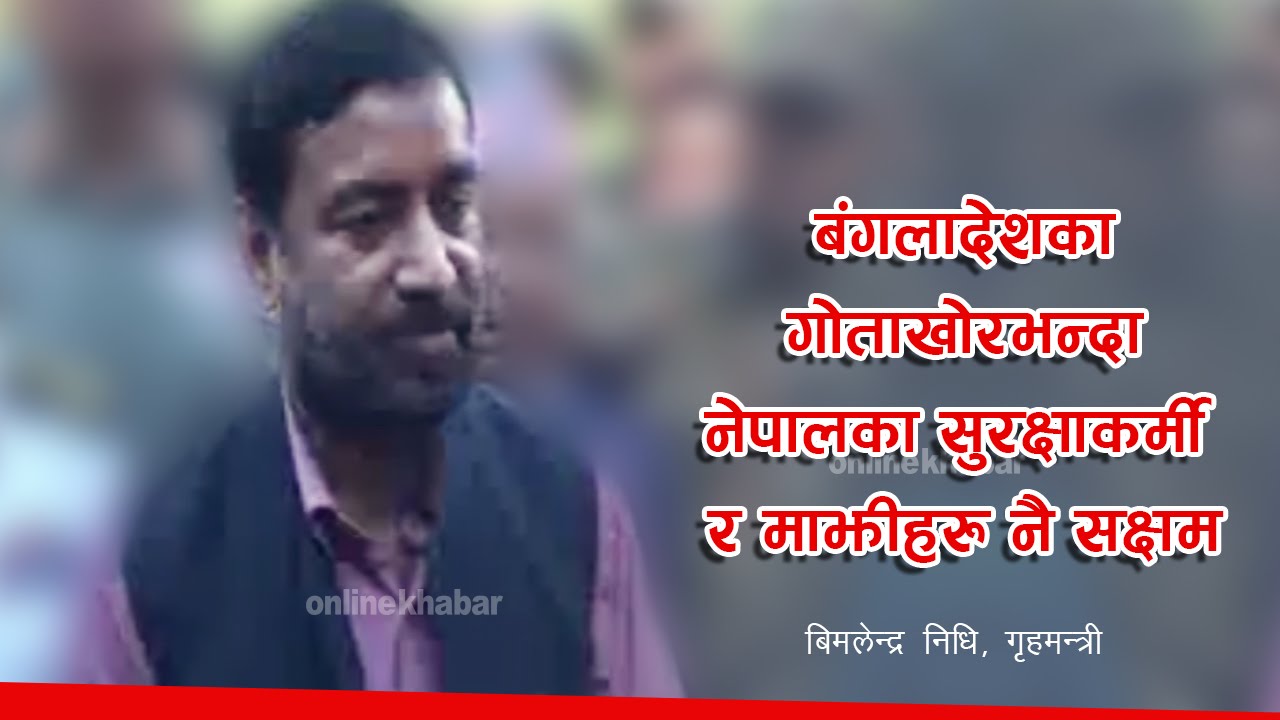 बंगलादेशका
गोताखोरभन्दा
नेपालका सुरक्षाकर्मी
onlinekhabar
र माझीहरू नै सक्षम
onlinekhabar
बिमलेन्द्र निधि, गृहमन्त्री